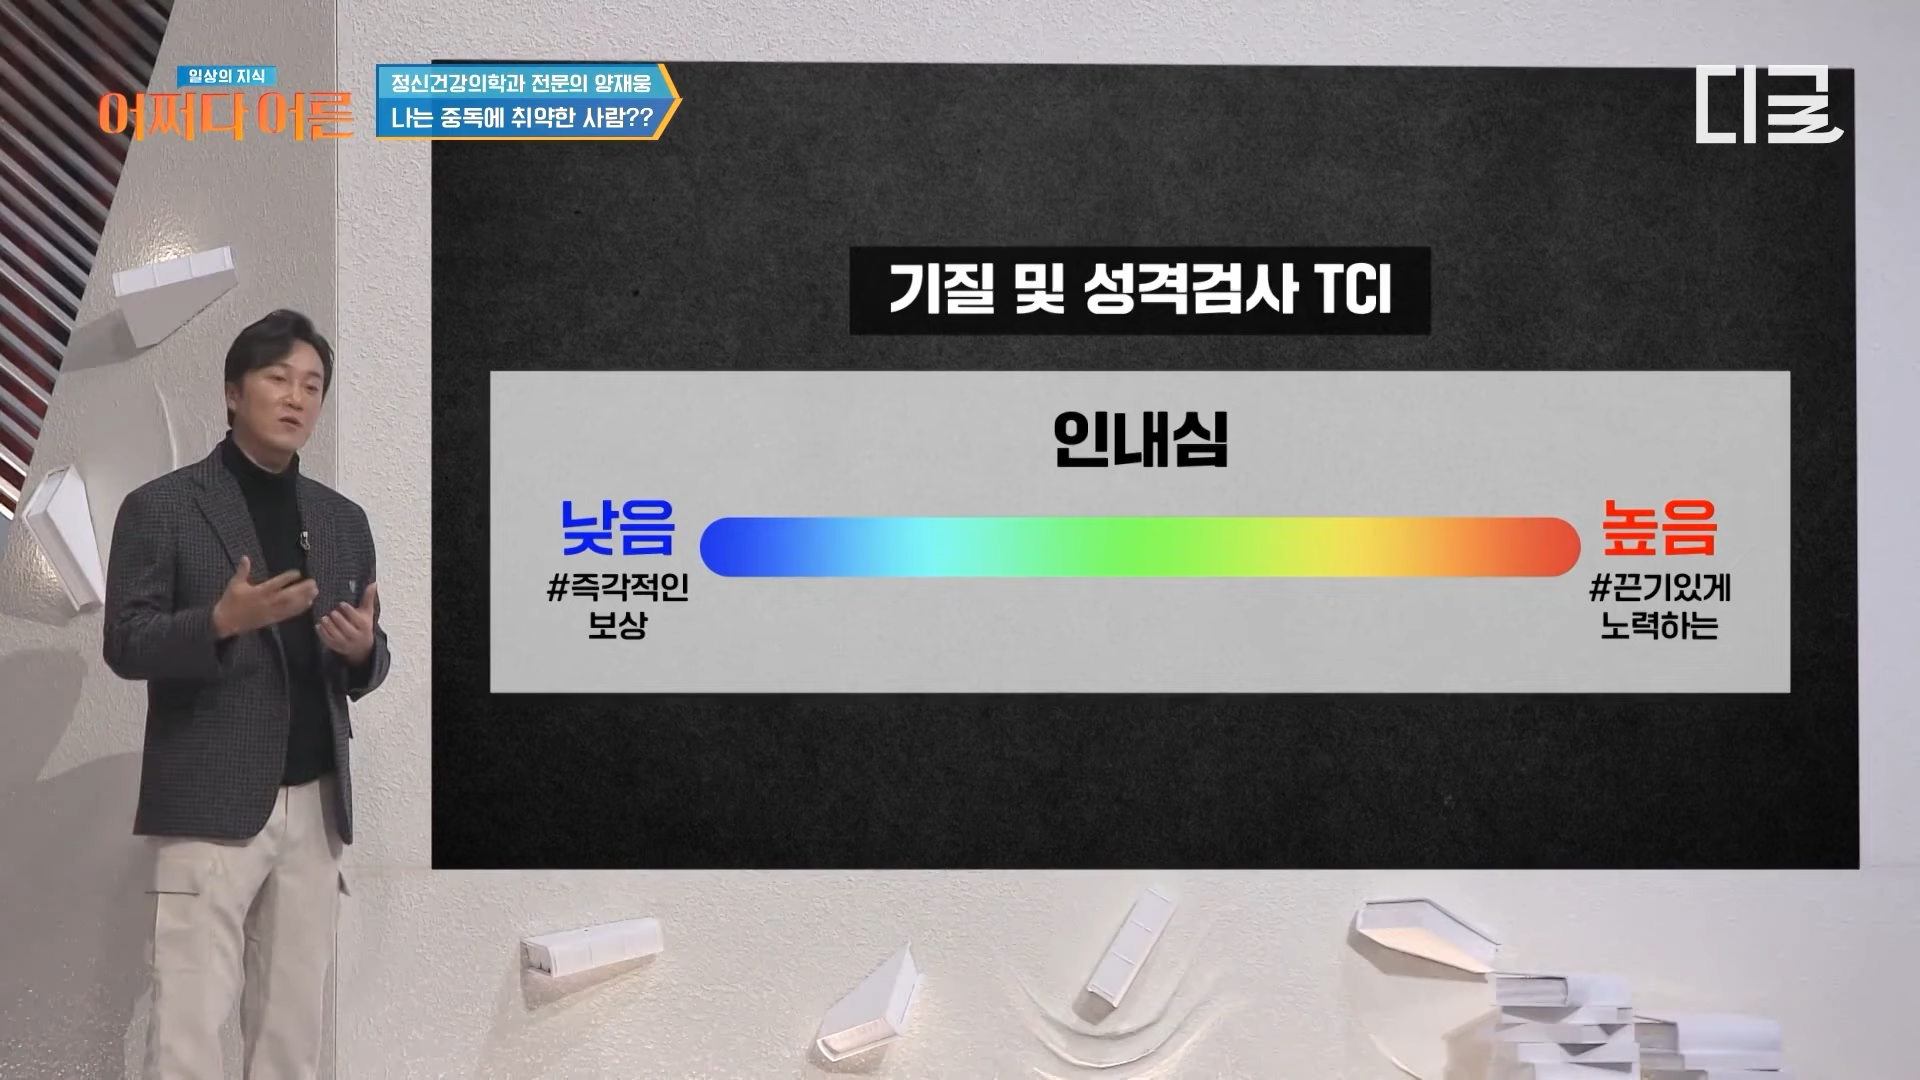 일상의 지식
어쩌다 어른
정신건강의학과 전문의 양재웅
나는 중독에 취약한 사람??
디글
기질 및 성격검사 TCI
인내심
낮음
#즉각적인
보상
높음
#끈기있게
노력하는